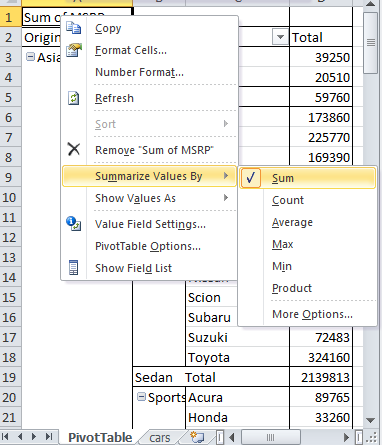 1 Sum of MSRP
2 Origin Total
3 Asia 39250
4 20510
5 59760
6 173860
7 225770
8 169390
9
10
11
12
13
14
15 Scion
16 Subaru
17 Suzuki 72483
18 Toyota 324160
19 Sedan Total 2139813
20 Sports Acura 89765
21 Honda 33260
Copy
Format Cells...
Number Format...
Refresh
Sort
Remove "Sum of MSRP"
Summarize Values By
Show Values As
Value Field Settings...
PivotTable Options...
Show Field List
Sum
Count
Average
Max
Min
Product
More Options...
PivotTable cars